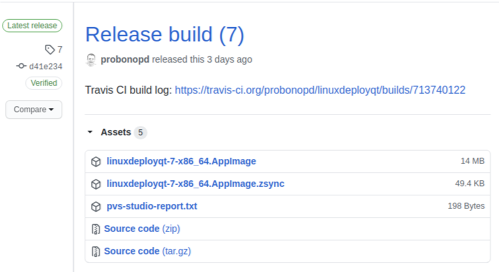 Latest release
7
d41e234
Verified
Compare
Release build (7)
probonopd released this 3 days ago
Travis CI build log: https://travis-ci.org/probonopd/linuxdeployqt/builds/713740122
Assets 5
linuxdeployqt-7-x86_64.AppImage 14 MB
linuxdeployqt-7-x86_64.AppImage.zsync 49.4 KB
pvs-studio-report.txt 198 Bytes
Source code (zip)
Source code (tar.gz)